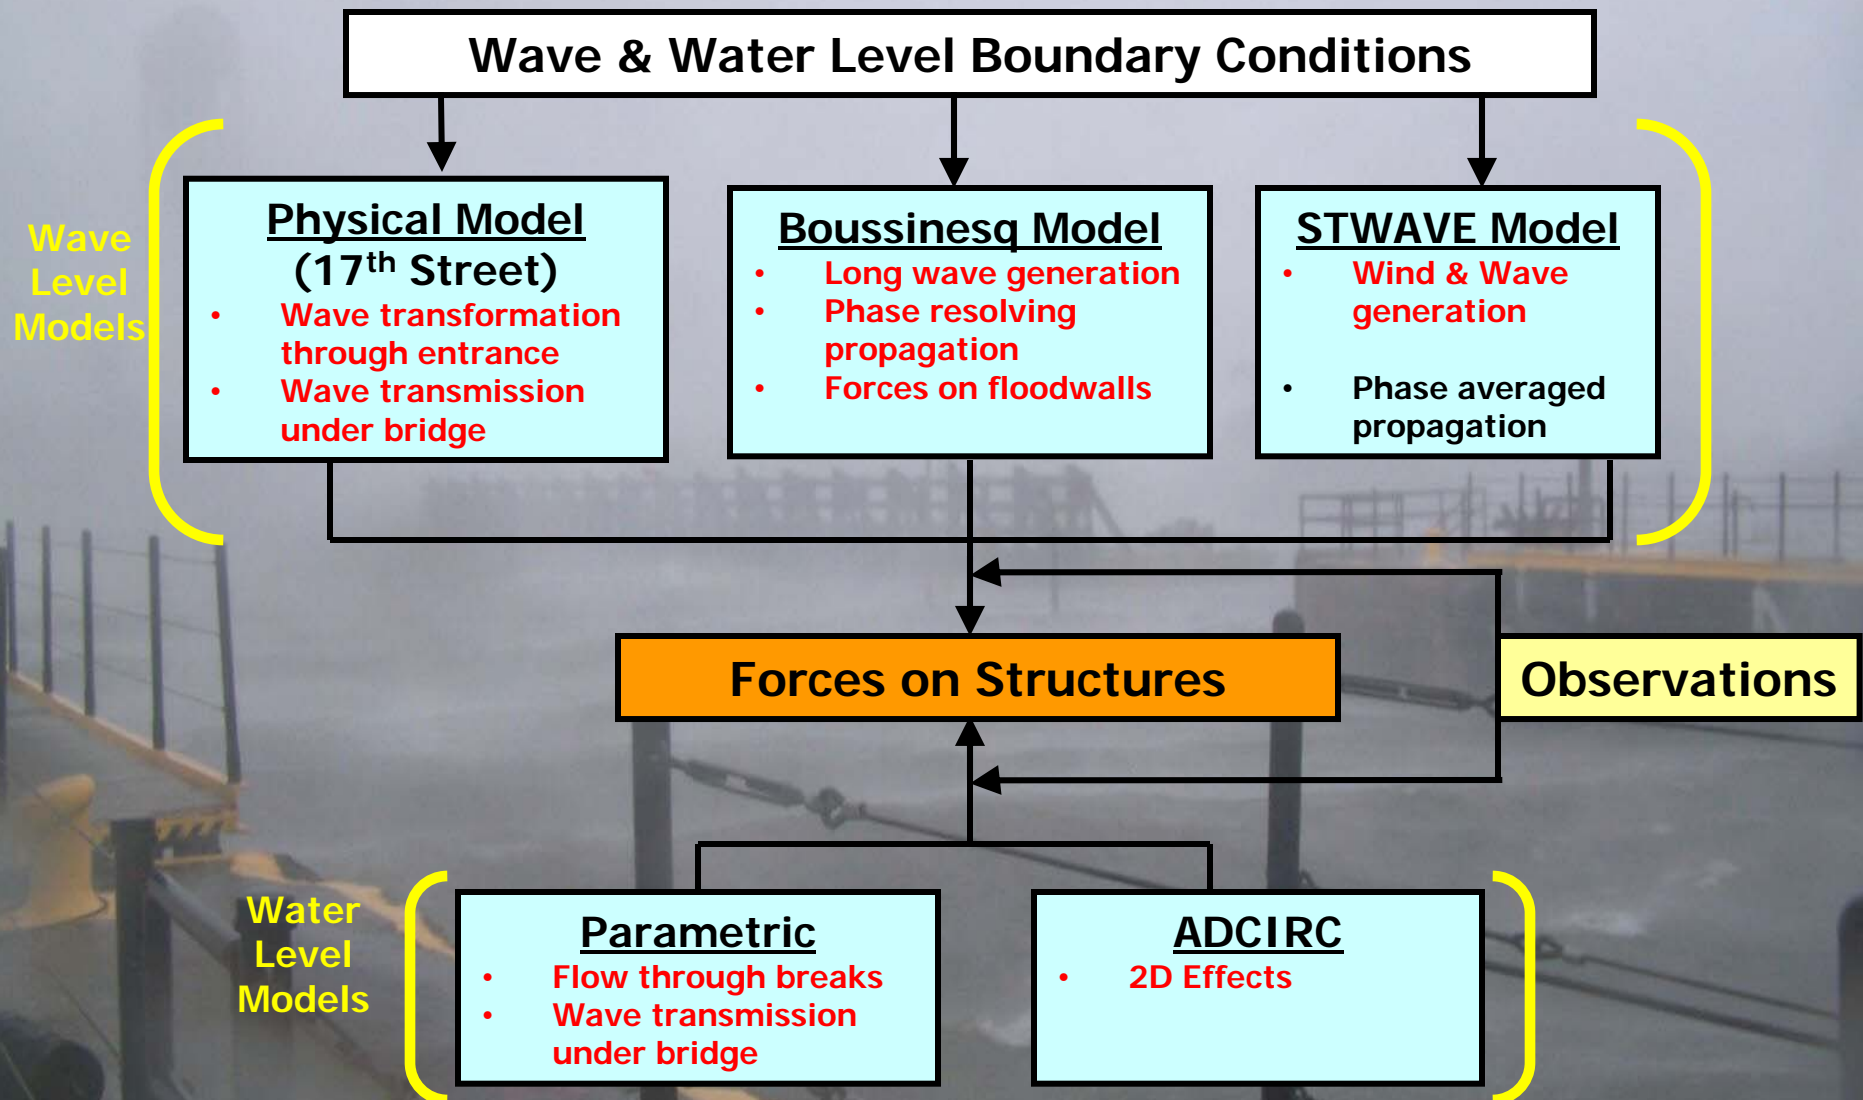 Wave & Water Level Boundary Conditions
Wave
Level
Models
Physical Model
(17th Street)
• Wave transformation
through entrance
• Wave transmission
under bridge
Boussinesq Model
• Long wave generation
• Phase resolving
propagation
• Forces on floodwalls
STWAVE Model
• Wind & Wave
generation
• Phase averaged
propagation
Forces on Structures
Observations
Water
Level
Models
Parametric
• Flow through breaks
• Wave transmission
under bridge
ADCIRC
• 2D Effects